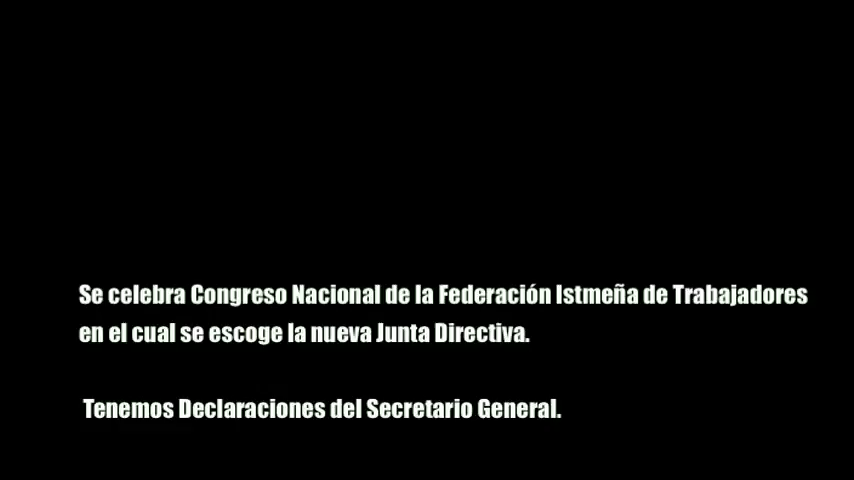 Se celebra Congreso Nacional de la Federación Istmeña de Trabajadores
en el cual se escoge la nueva Junta Directiva.
Tenemos Declaraciones del Secretario General.